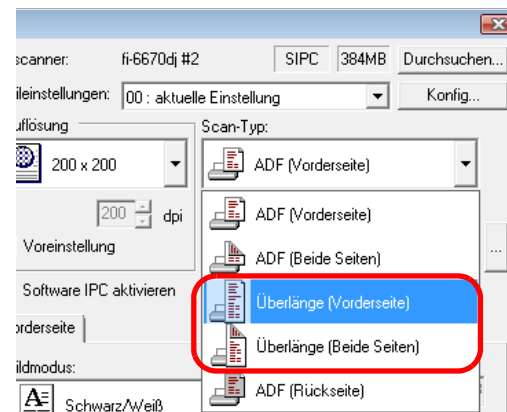 scanner: fi-6670dj #2 SIPC 384MB Durchsuchen...
ileinstellungen: 00 : aktuelle Einstellung Konfig...
uflösung Scan-Typ:
200 x 200 ADF (Vorderseite)
200 dpi ADF (Vorderseite)
Voreinstellung ADF (Beide Seiten) ...
Software IPC aktivieren Überlänge (Vorderseite)
orderseite Überlänge (Beide Seiten)
ildmodus: ADF (Rückseite)
Schwarz/Weiß